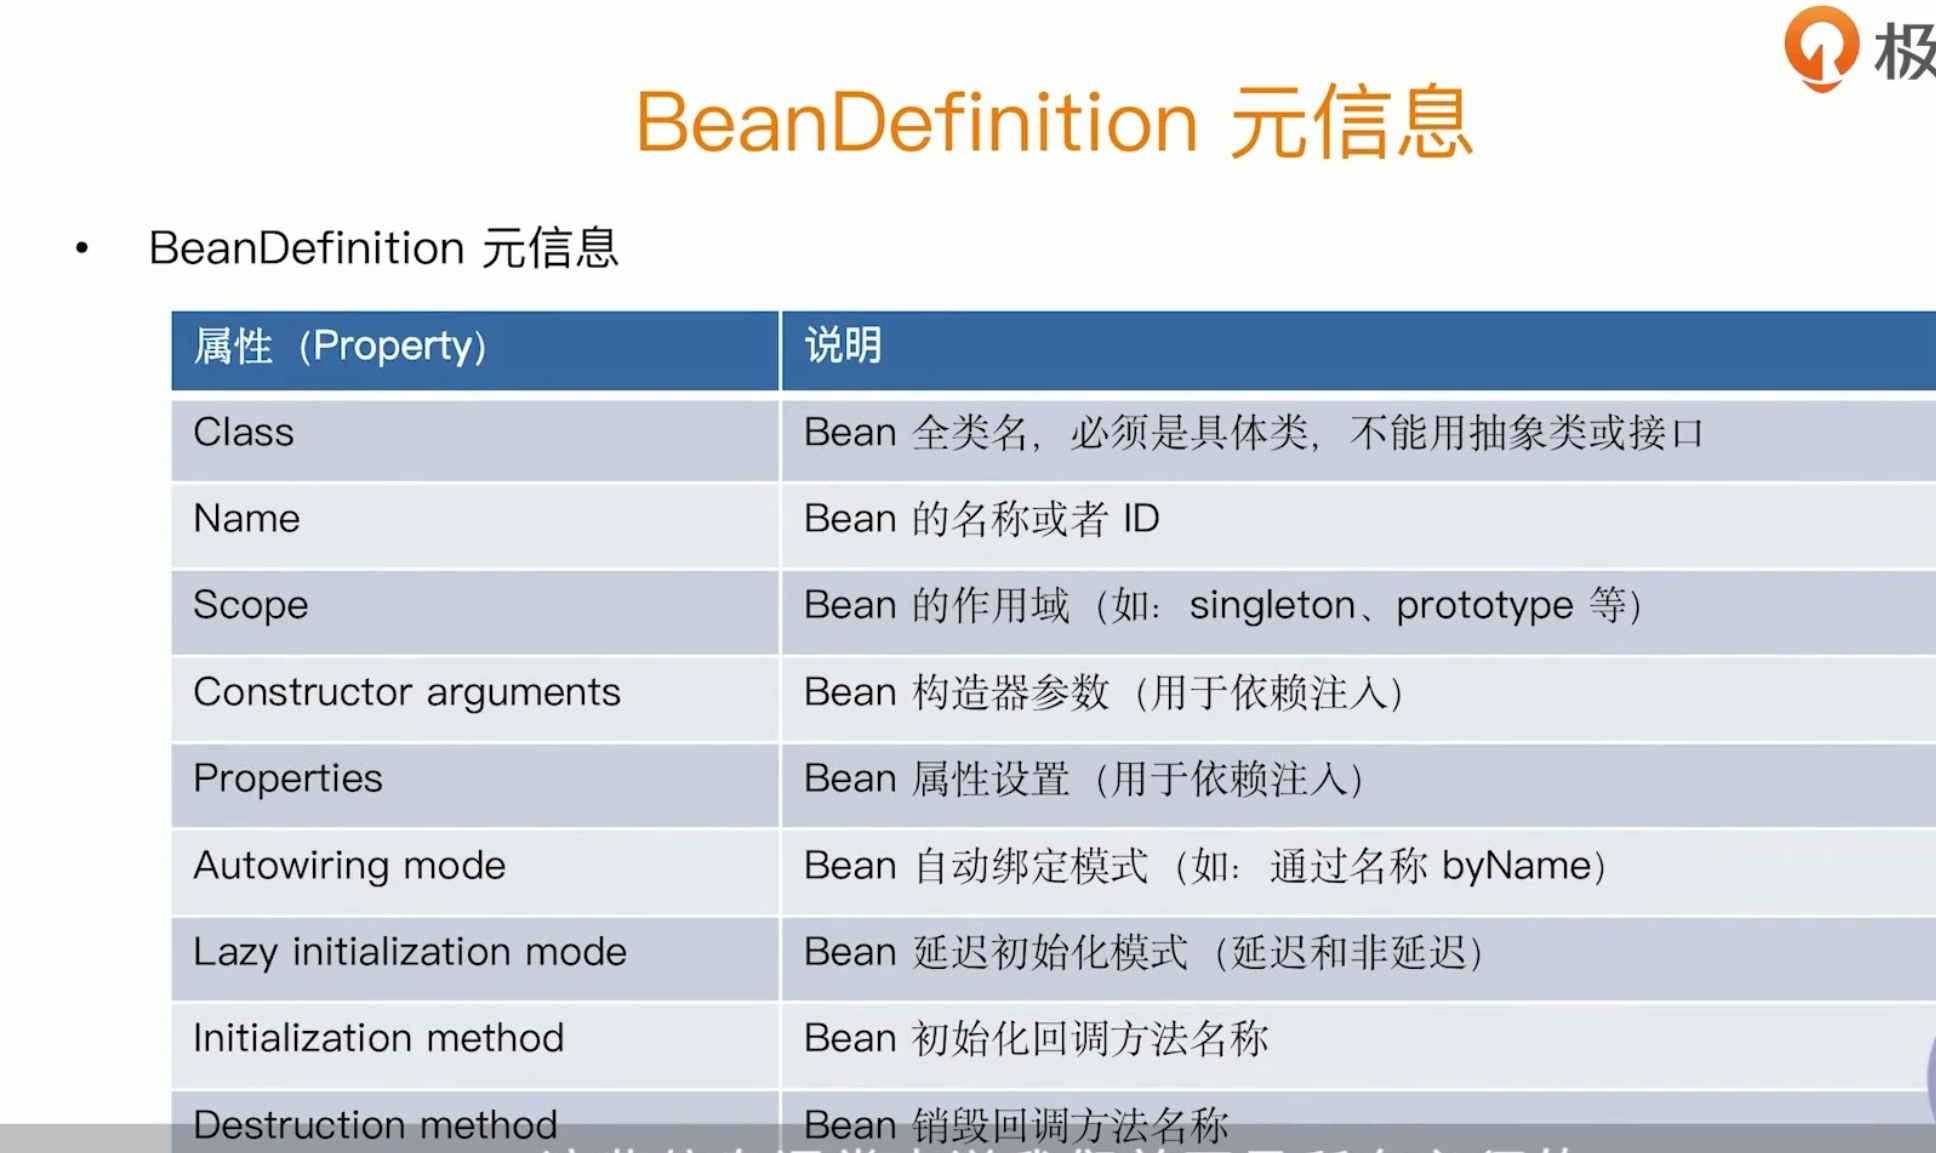 极
BeanDefinition 元信息
• BeanDefinition 元信息
属性（Property） 说明
Class Bean 全类名，必须是具体类，不能用抽象类或接口
Name Bean 的名称或者 ID
Scope Bean 的作用域（如：singleton、prototype 等）
Constructor arguments Bean 构造器参数（用于依赖注入）
Properties Bean 属性设置（用于依赖注入）
Autowiring mode Bean 自动绑定模式（如：通过名称 byName）
Lazy initialization mode Bean 延迟初始化模式（延迟和非延迟）
Initialization method Bean 初始化回调方法名称
Destruction method Bean 销毁回调方法名称